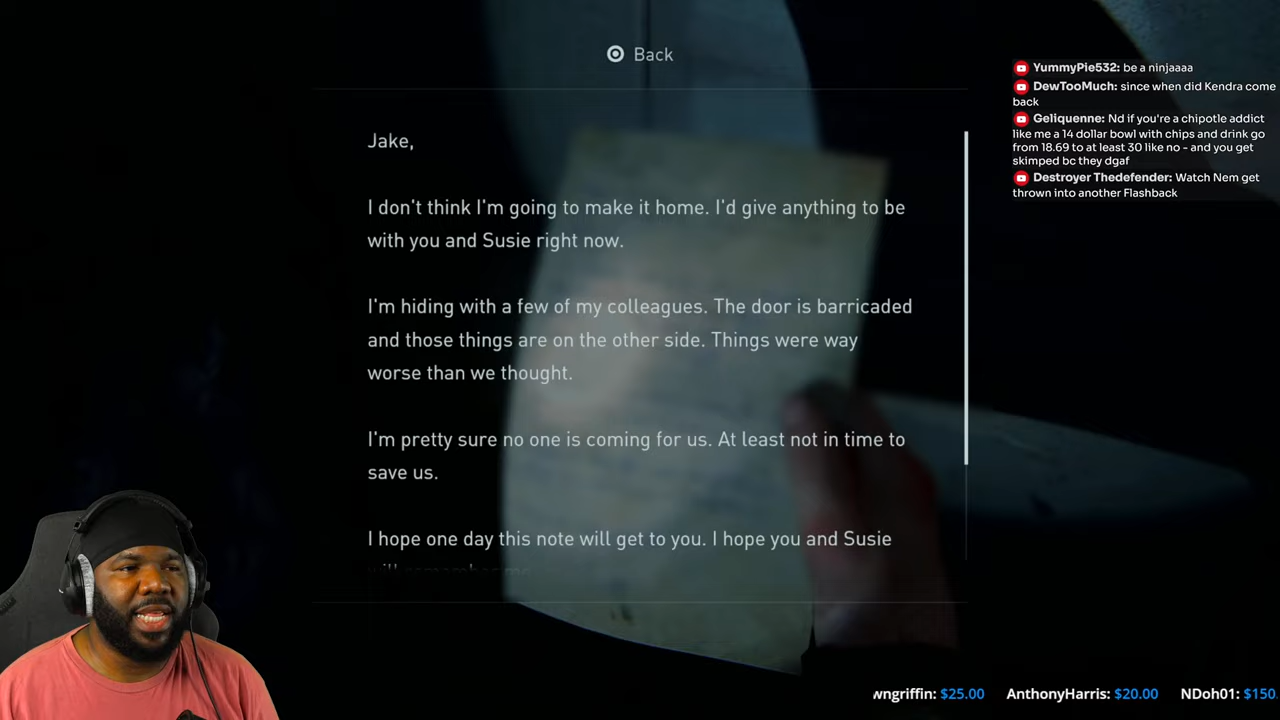 Back
Jake,
I don't think I'm going to make it home. I'd give anything to be
with you and Susie right now.
I'm hiding with a few of my colleagues. The door is barricaded
and those things are on the other side. Things were way
worse than we thought.
I'm pretty sure no one is coming for us. At least not in time to
save us.
I hope one day this note will get to you. I hope you and Susie
YummyPie532: be a ninjaaaa
DewTooMuch: since when did Kendra come
back
Geliquenne: Nd if you're a chipotle addict
like me a 14 dollar bowl with chips and drink go
from 18.69 to at least 30 like no - and you get
skimped bc they dgaf
Destroyer Thedefender: Watch Nem get
thrown into another Flashback
wngriffin: $25.00 AnthonyHarris: $20.00 NDoh01: $150